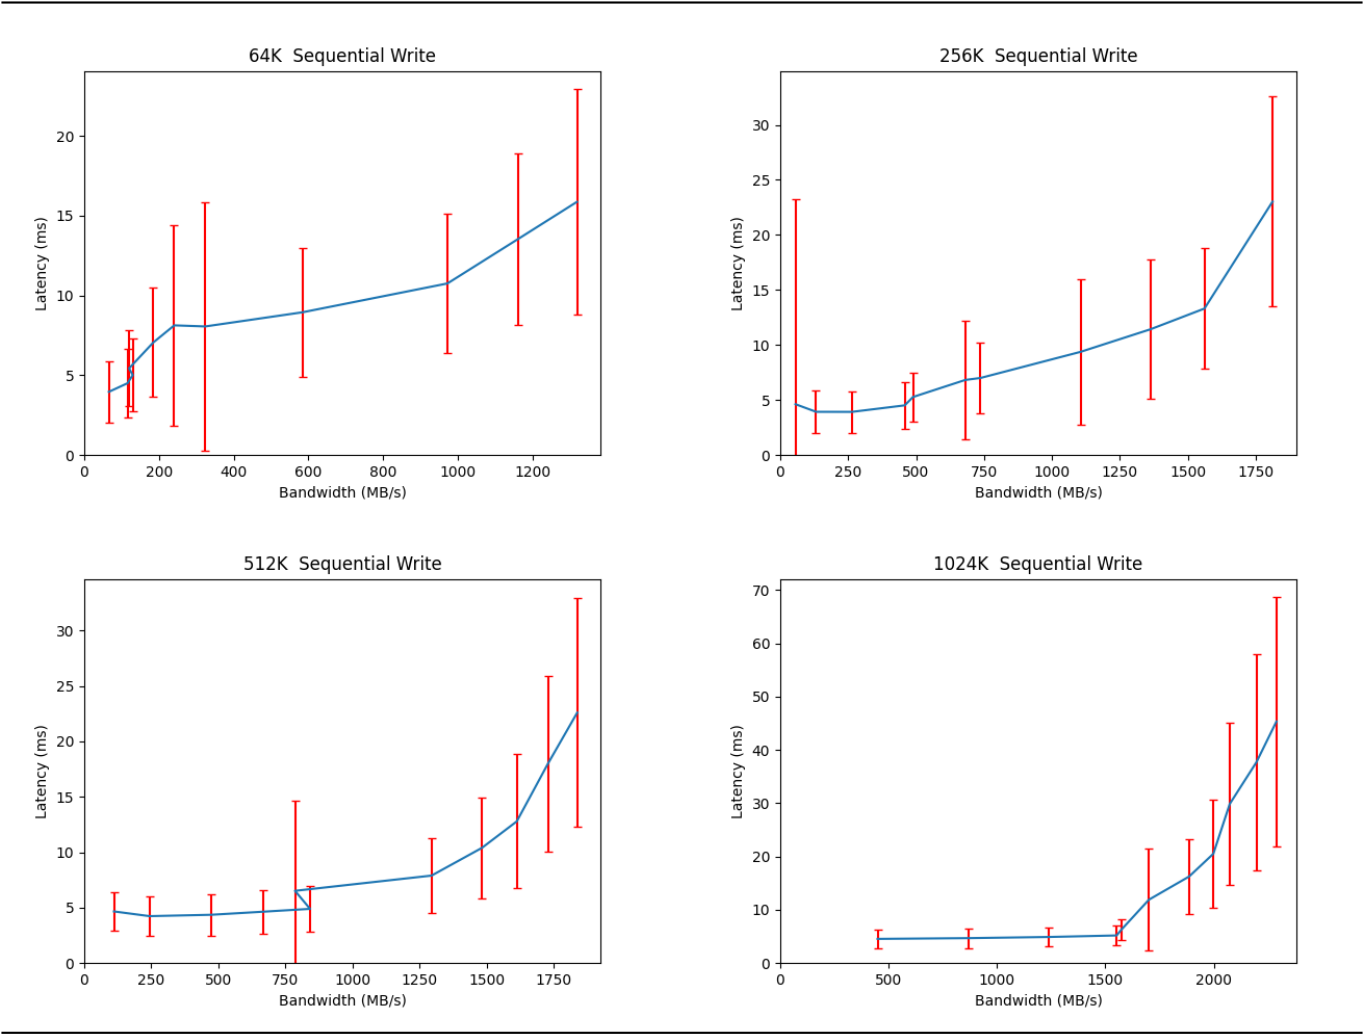 64K  Sequential Write
Latency (ms)
20
15
10
5
0
0 200 400 600 800 1000 1200
Bandwidth (MB/s)
256K  Sequential Write
Latency (ms)
30
25
20
15
10
5
0
0 250 500 750 1000 1250 1500 1750
Bandwidth (MB/s)
512K  Sequential Write
Latency (ms)
30
25
20
15
10
5
0
0 250 500 750 1000 1250 1500 1750
Bandwidth (MB/s)
1024K  Sequential Write
Latency (ms)
70
60
50
40
30
20
10
0
0 500 1000 1500 2000
Bandwidth (MB/s)